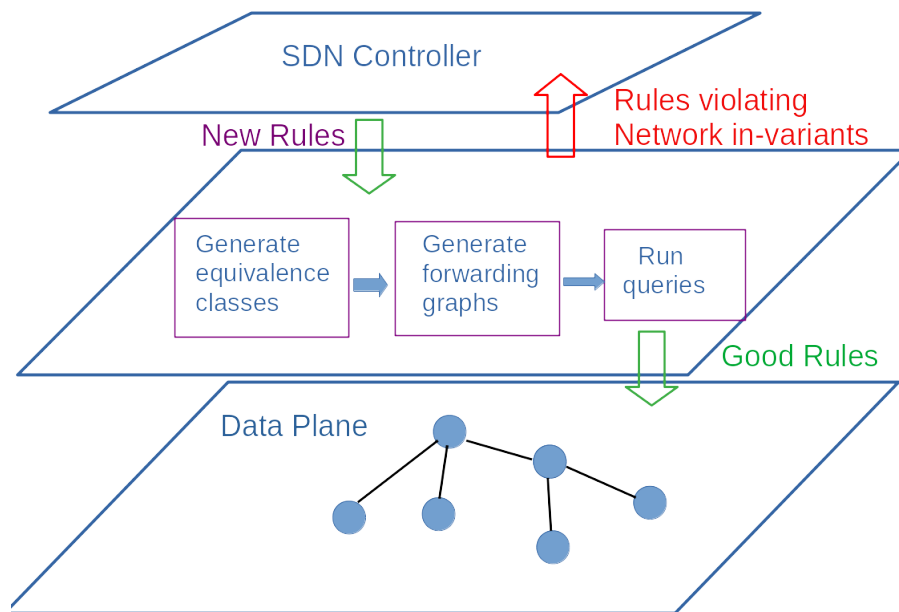 SDN Controller
Rules violating
Network in-variants
New Rules
Generate
equivalence
classes
Generate
forwarding
graphs
Run
queries
Good Rules
Data Plane